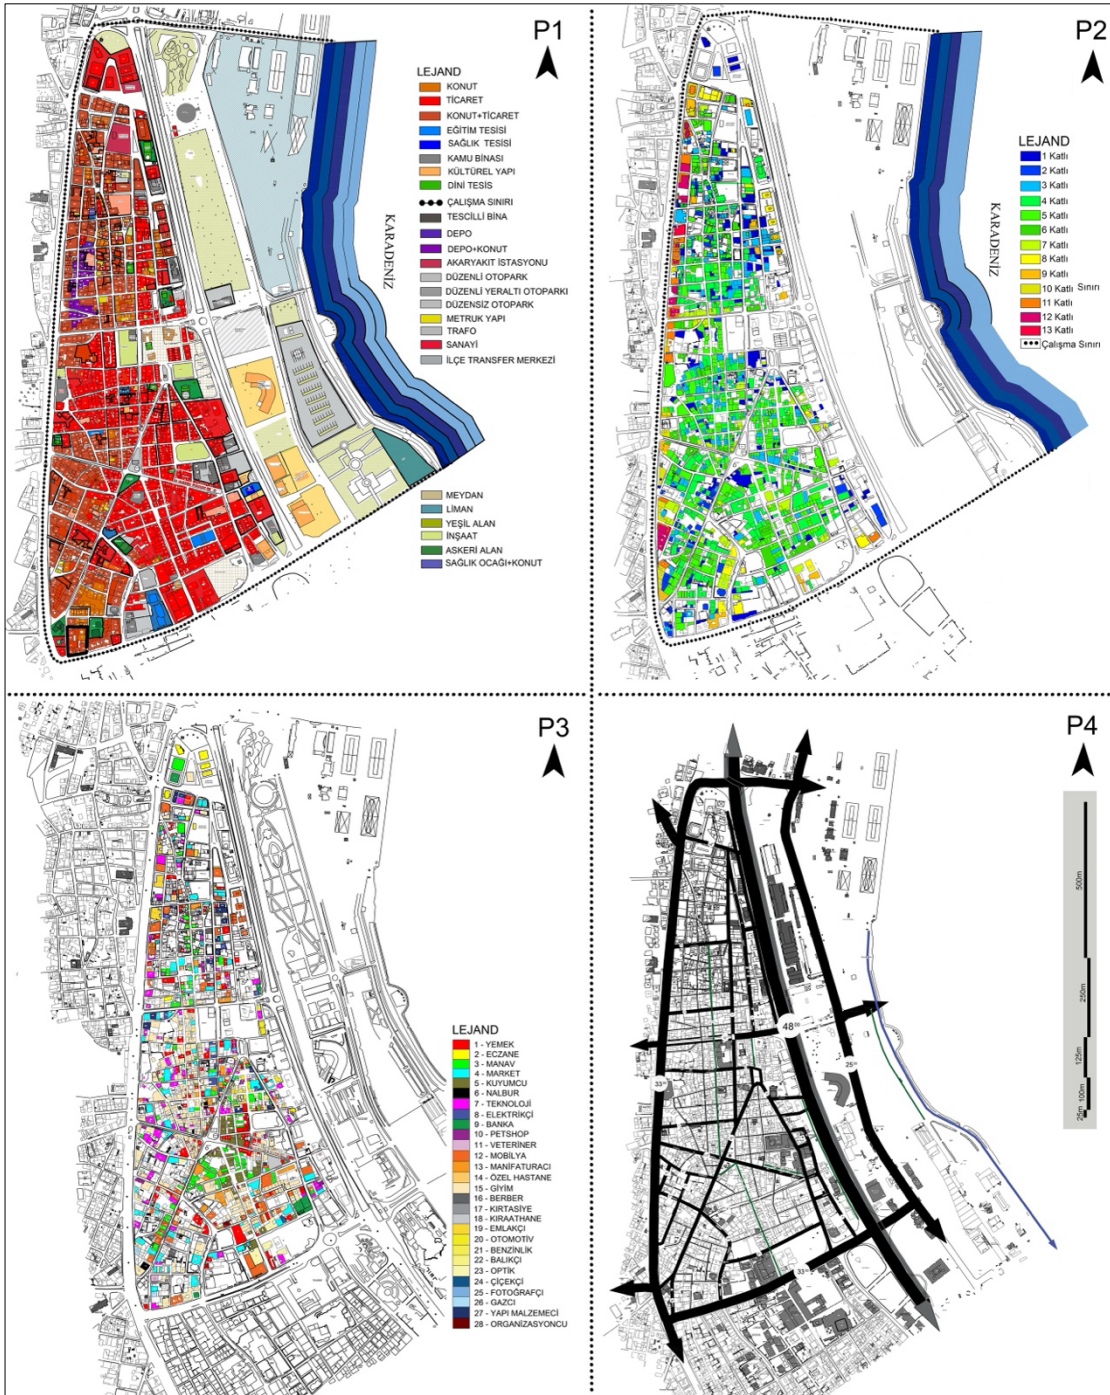 P1
LEJAND
KONUT
TİCARET
KONUT+TİCARET
EĞİTİM TESİSİ
SAĞLIK TESİSİ
KAMU BİNASI
KÜLTÜREL YAPI
DİNİ TESİS
ÇALIŞMA SINIRI
TESCİLLİ BİNA
DEPO
DEPO+KONUT
AKARYAKIT İSTASYONU
DÜZENLİ OTOPARK
DÜZENLİ YERALTI OTOPARKI
DÜZENSİZ OTOPARK
METRUK YAPI
TRAFO
SANAYİ
İLÇE TRANSFER MERKEZİ
KARADENİZ
MEYDAN
LİMAN
YEŞİL ALAN
İNŞAAT
ASKERİ ALAN
SAĞLIK OCAĞI+KONUT
P2
LEJAND
1 Katlı
2 Katlı
3 Katlı
4 Katlı
5 Katlı
6 Katlı
7 Katlı
8 Katlı
9 Katlı
10 Katlı Sınırı
11 Katlı
12 Katlı
13 Katlı
Çalışma Sınırı
KARADENİZ
P3
LEJAND
1 - YEMEK
2 - ECZANE
3 - MANAV
4 - MARKET
5 - KUYUMCU
6 - NALBUR
7 - TEKNOLOJİ
8 - ELEKTRİKÇİ
9 - BANKA
10 - PETSHOP
11 - VETERİNER
12 - MOBİLYA
13 - MANİFATURACI
14 - ÖZEL HASTANE
15 - GİYİM
16 - BERBER
17 - KIRTASİYE
18 - KIRAATHANE
19 - EMLAKÇI
20 - OTOMOTİV
21 - BENZİNLİK
22 - BALIKÇI
23 - OPTİK
24 - ÇİÇEKÇİ
25 - FOTOĞRAFÇI
26 - GAZCI
27 - YAPI MALZEMECİ
28 - ORGANİZASYONCU
P4
500m
250m
125m
100m
25m
48
25
33
33